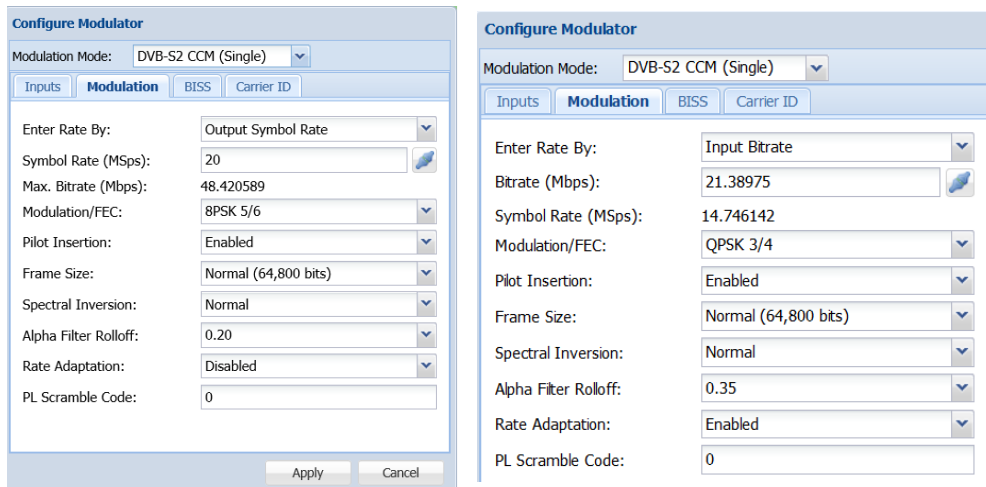 Configure Modulator
Modulation Mode: DVB-S2 CCM (Single)
Inputs Modulation BISS Carrier ID
Enter Rate By: Output Symbol Rate
Symbol Rate (MSps): 20
Max. Bitrate (Mbps): 48.420589
Modulation/FEC: 8PSK 5/6
Pilot Insertion: Enabled
Frame Size: Normal (64,800 bits)
Spectral Inversion: Normal
Alpha Filter Rolloff: 0.20
Rate Adaptation: Disabled
PL Scramble Code: 0
Apply Cancel
Configure Modulator
Modulation Mode: DVB-S2 CCM (Single)
Inputs Modulation BISS Carrier ID
Enter Rate By: Input Bitrate
Bitrate (Mbps): 21.38975
Symbol Rate (MSps): 14.746142
Modulation/FEC: QPSK 3/4
Pilot Insertion: Enabled
Frame Size: Normal (64,800 bits)
Spectral Inversion: Normal
Alpha Filter Rolloff: 0.35
Rate Adaptation: Enabled
PL Scramble Code: 0